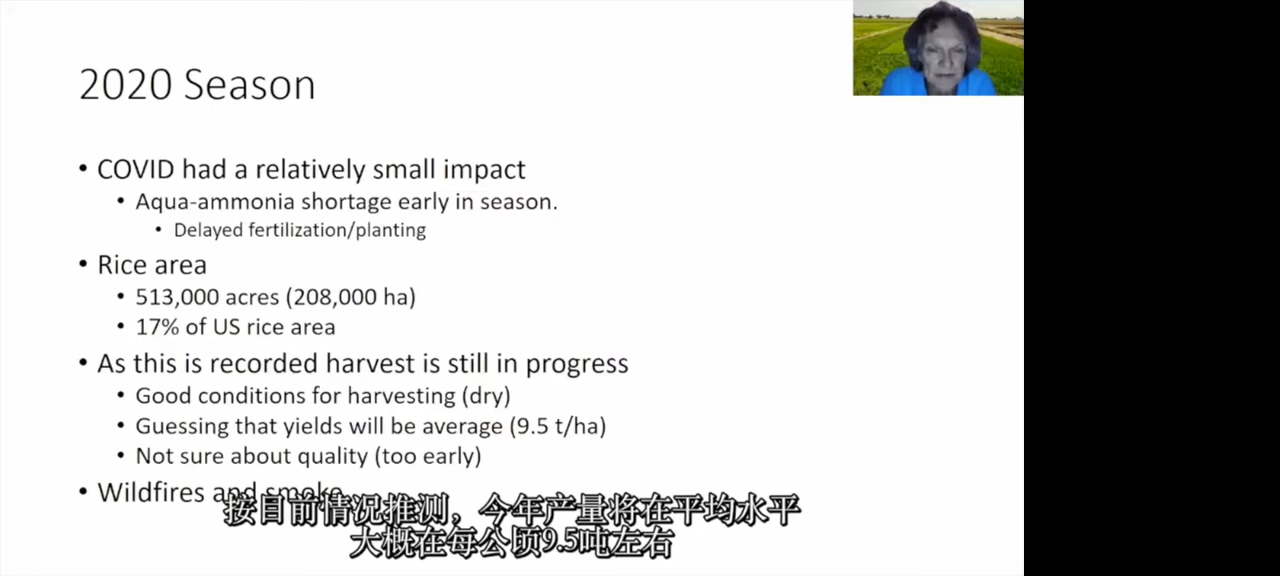 2020 Season
• COVID had a relatively small impact
• Aqua-ammonia shortage early in season.
• Delayed fertilization/planting
• Rice area
• 513,000 acres (208,000 ha)
• 17% of US rice area
• As this is recorded harvest is still in progress
• Good conditions for harvesting (dry)
• Guessing that yields will be average (9.5 t/ha)
• Not sure about quality (too early)
• Wildfires and smoke
按目前情况推测，今年产量将在平均水平
大概在每公顷9.5吨左右